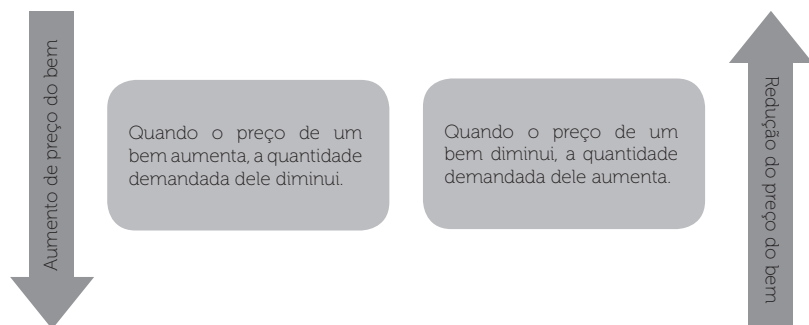 Aumento de preço do bem
Quando o preço de um
bem aumenta, a quantidade
demandada dele diminui.
Quando o preço de um
bem diminui, a quantidade
demandada dele aumenta.
Redução do preço do bem